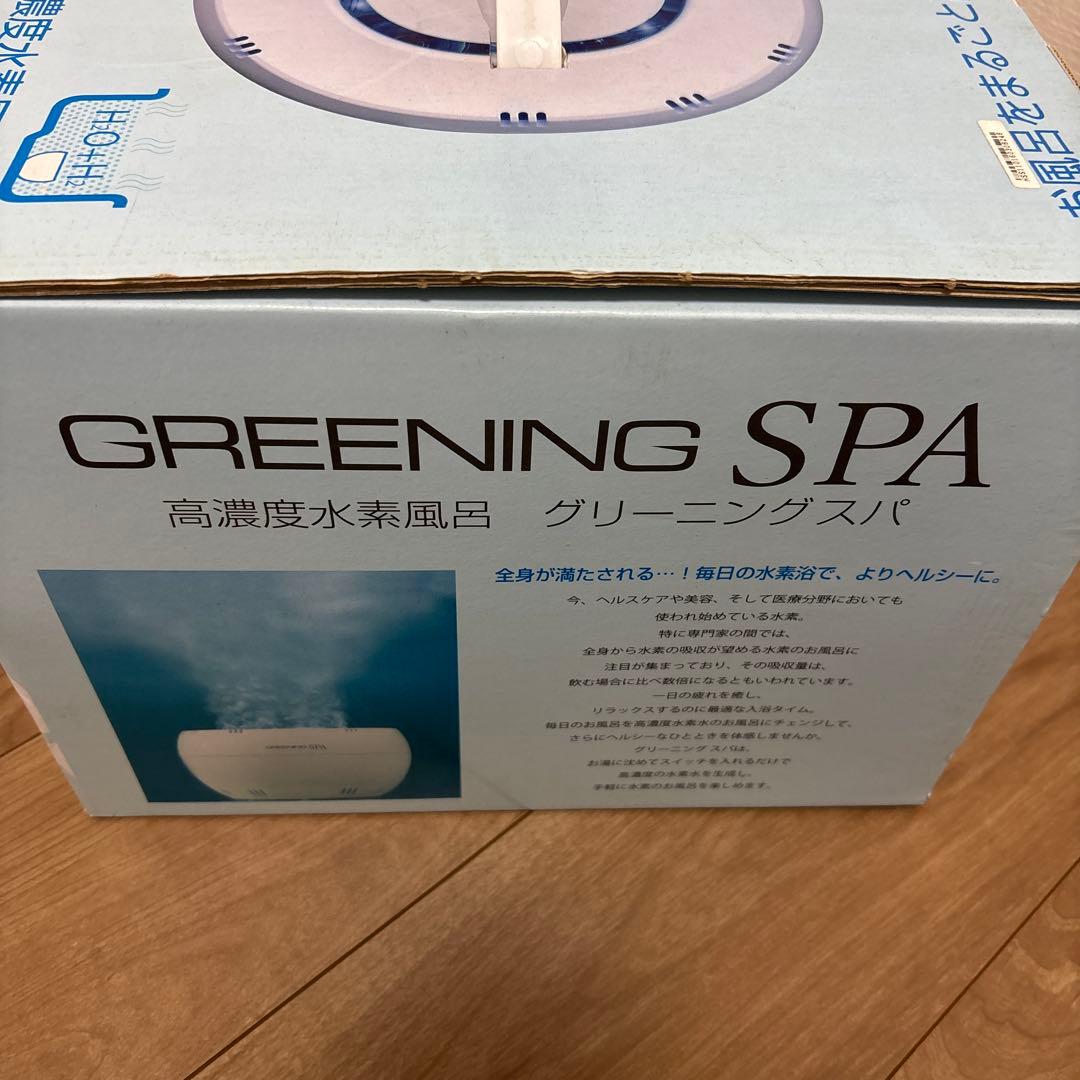 濃度水素
H₂O+H₂
お風呂をまるごと
GREENING SPA
高濃度水素風呂 グリーニングスパ
全身が満たされる…！毎日の水素浴で、よりヘルシーに。
今、ヘルスケアや美容、そして医療分野においても
使われ始めている水素。
特に専門家の間では、
全身から水素の吸収が望める水素のお風呂に
注目が集まっており、その吸収量は、
飲む場合に比べ数倍になるともいわれています。
一日の疲れを癒し、
リラックスするのに最適な入浴タイム。
毎日のお風呂を高濃度水素水のお風呂にチェンジして、
さらにヘルシーなひとときを体感しませんか。
グリーニングスパは、
お湯に沈めてスイッチを入れるだけで
高濃度の水素水を生成し、
手軽に水素のお風呂を楽しめます。
GREENING SPA